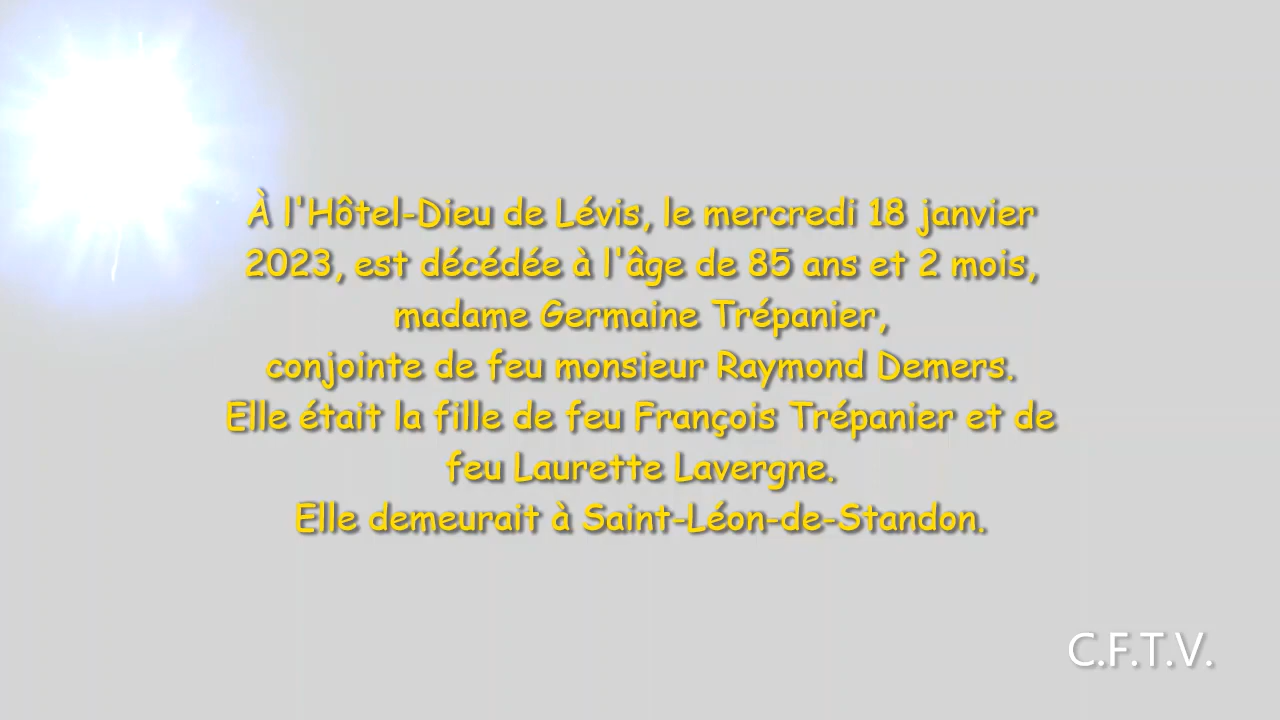 À l'Hôtel-Dieu de Lévis, le mercredi 18 janvier
2023, est décédée à l'âge de 85 ans et 2 mois,
madame Germaine Trépanier,
conjointe de feu monsieur Raymond Demers.
Elle était la fille de feu François Trépanier et de
feu Laurette Lavergne.
Elle demeurait à Saint-Léon-de-Standon.
C.F.T.V.